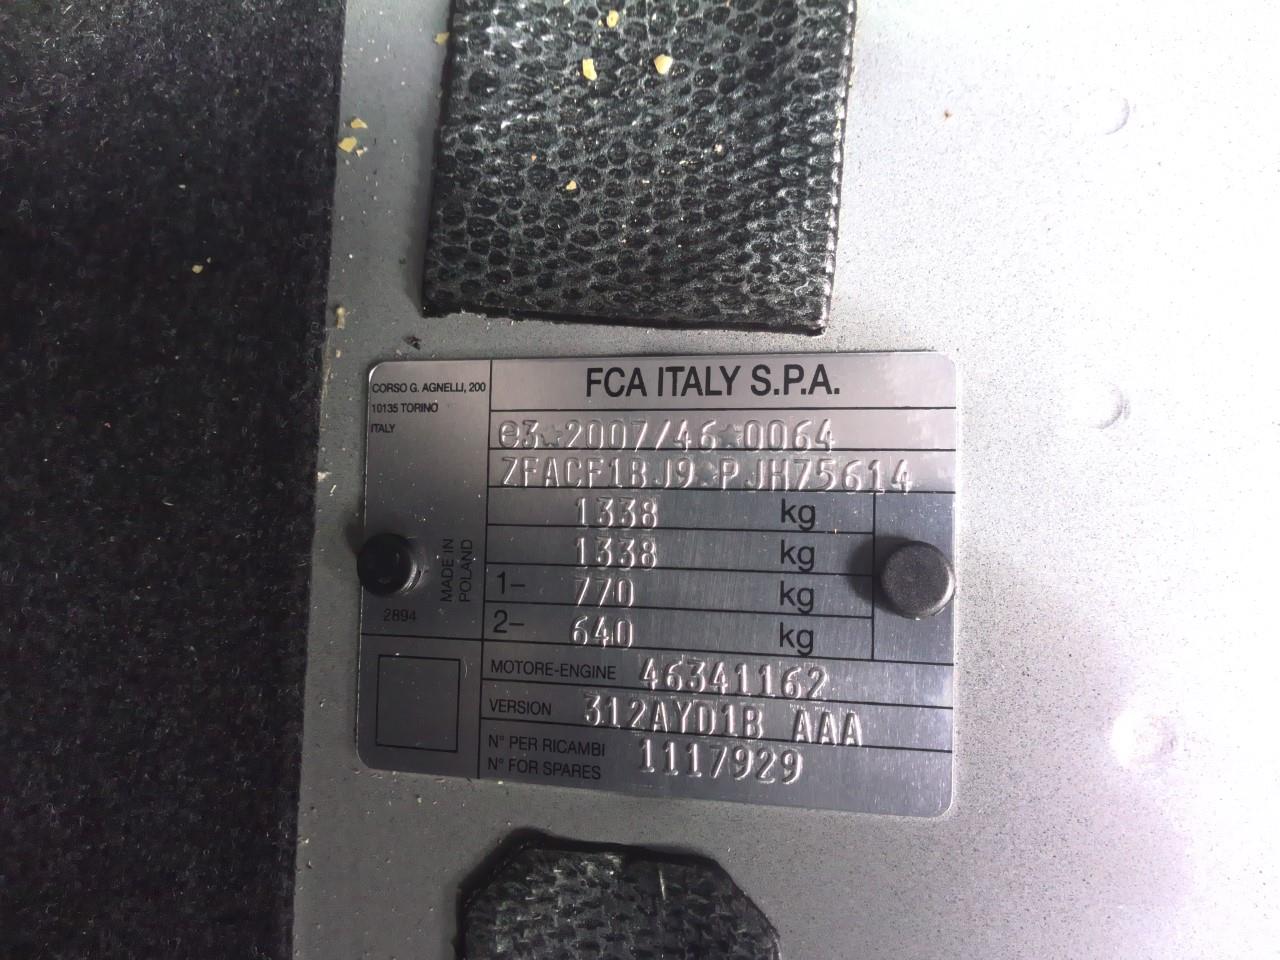 FCA ITALY S.P.A.
CORSO G. AGNELLI, 200
10135 TORINO
ITALY
e3*2007/46*0064
ZFACF1BJ9*PJH75614
1338 kg
1338 kg
1- 770 kg
2- 640 kg
MADE IN
POLAND
2894
MOTORE-ENGINE 46341162
VERSION 312AYD1B AAA
N° PER RICAMBI
N° FOR SPARES 1117929